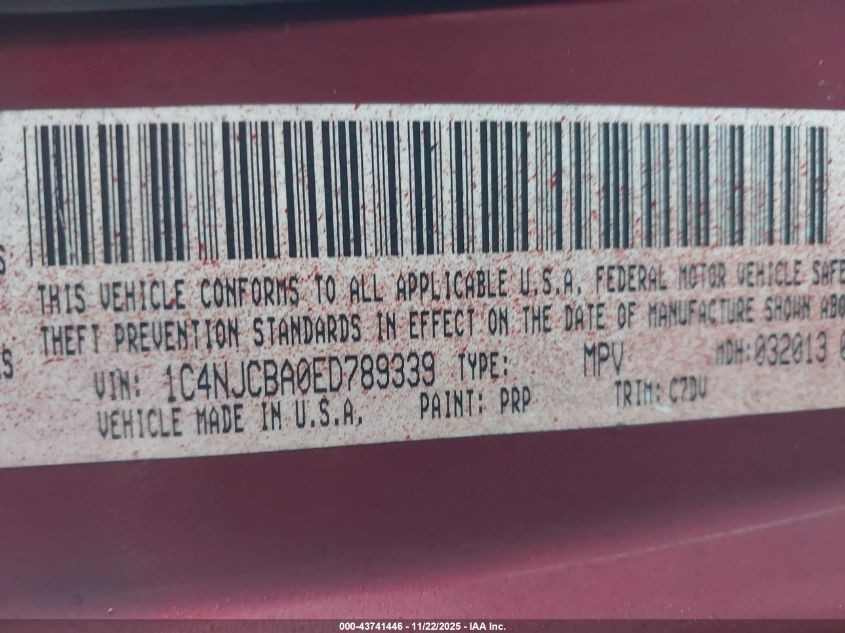 THIS VEHICLE CONFORMS TO ALL APPLICABLE U.S.A. FEDERAL MOTOR VEHICLE SAFE
THEFT PREVENTION STANDARDS IN EFFECT ON THE DATE OF MANUFACTURE SHOWN ABO
VIN: 1C4NJCBA0ED789339 TYPE: MPV MDH: 032013 0
VEHICLE MADE IN U.S.A. PAINT: PRP TRIM: C7DV
000-43741446 - 11/22/2025 - IAA Inc.